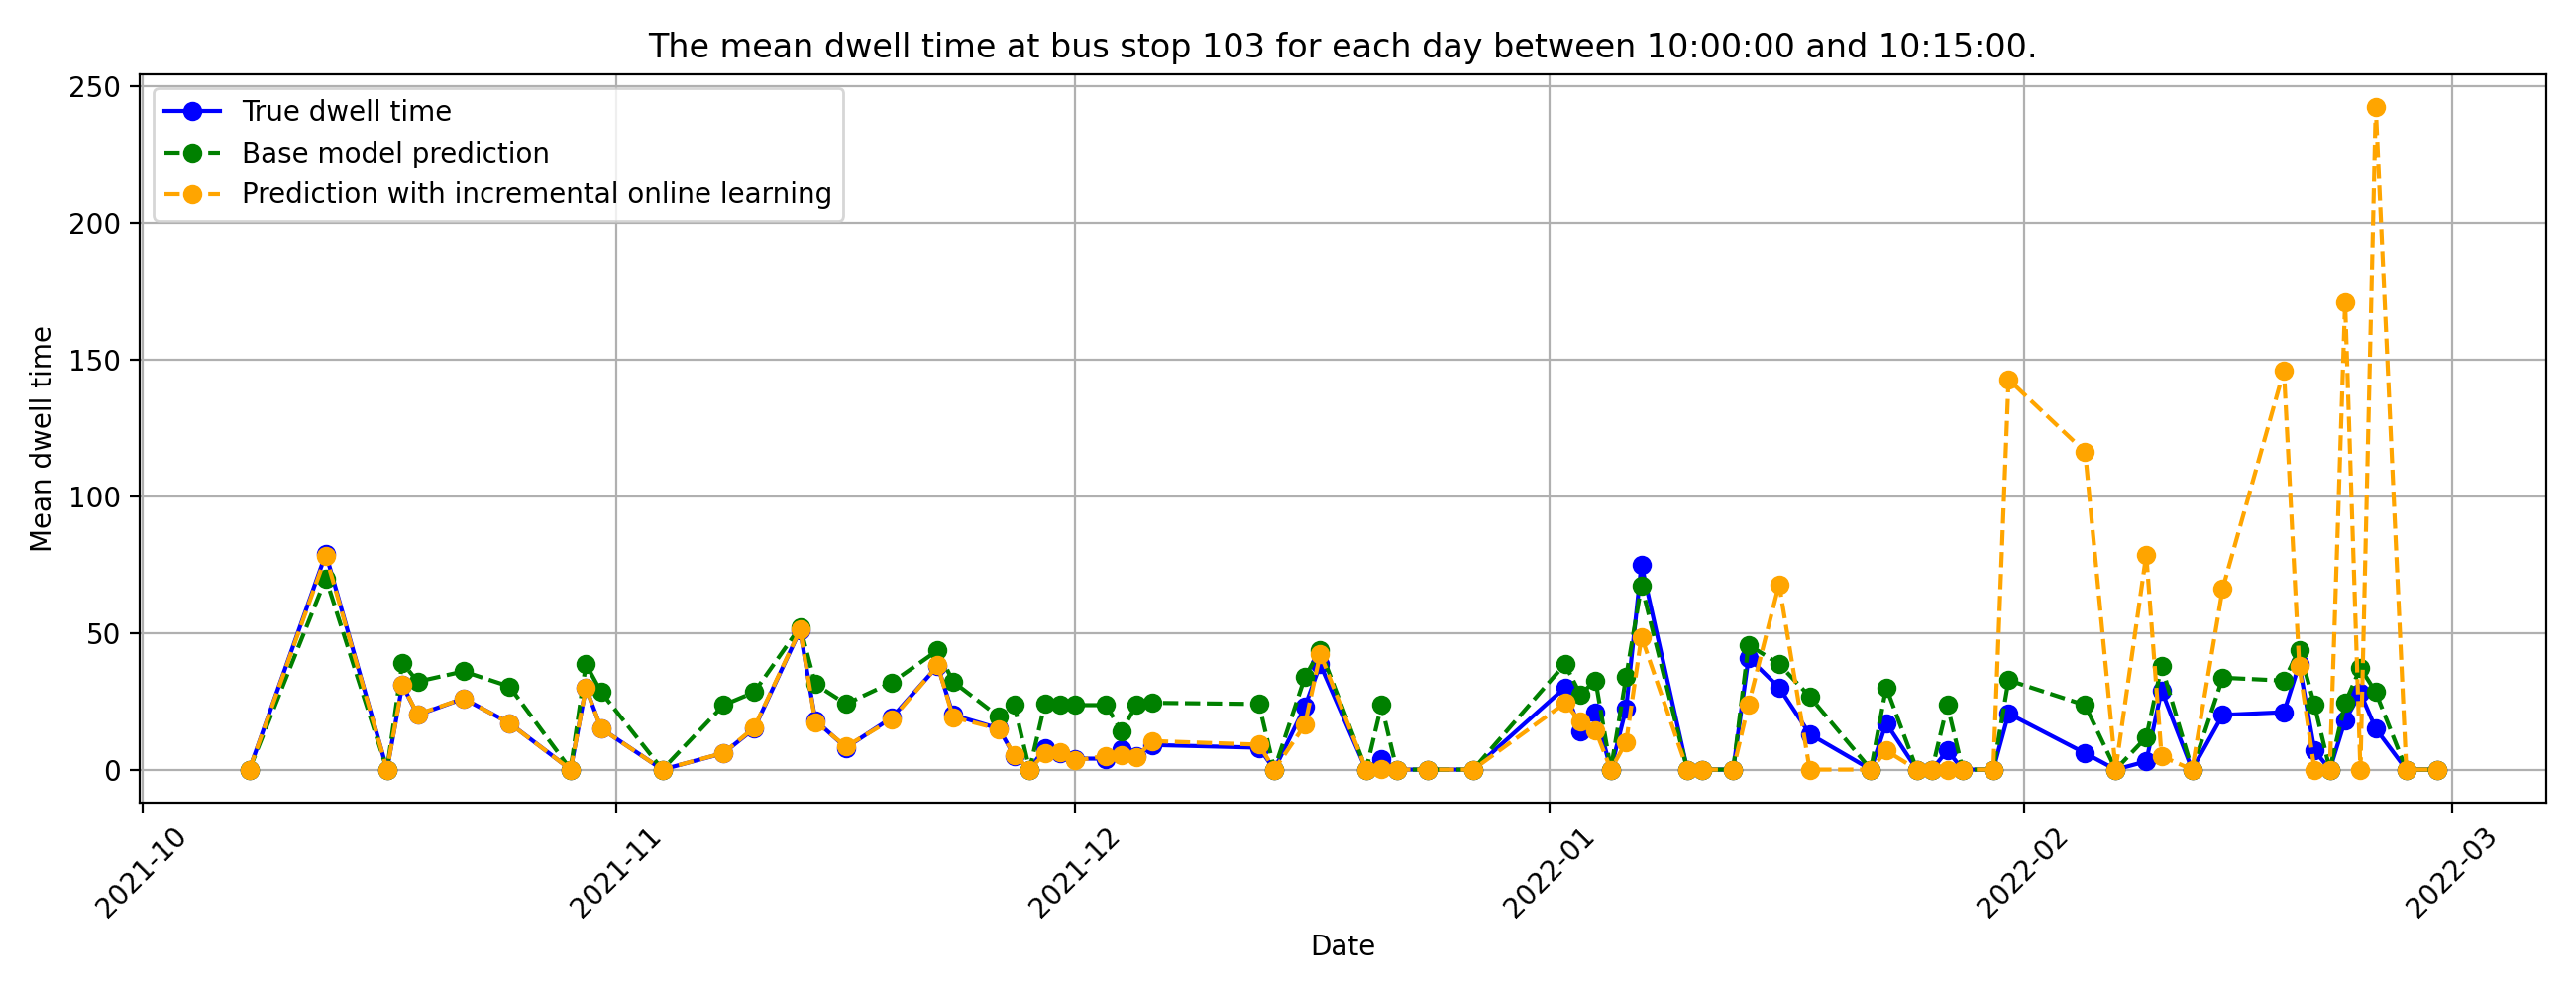 The mean dwell time at bus stop 103 for each day between 10:00:00 and 10:15:00.
True dwell time
Base model prediction
Prediction with incremental online learning
Mean dwell time
250
200
150
100
50
0
2021-10
2021-11
2021-12
2022-01
2022-02
2022-03
Date